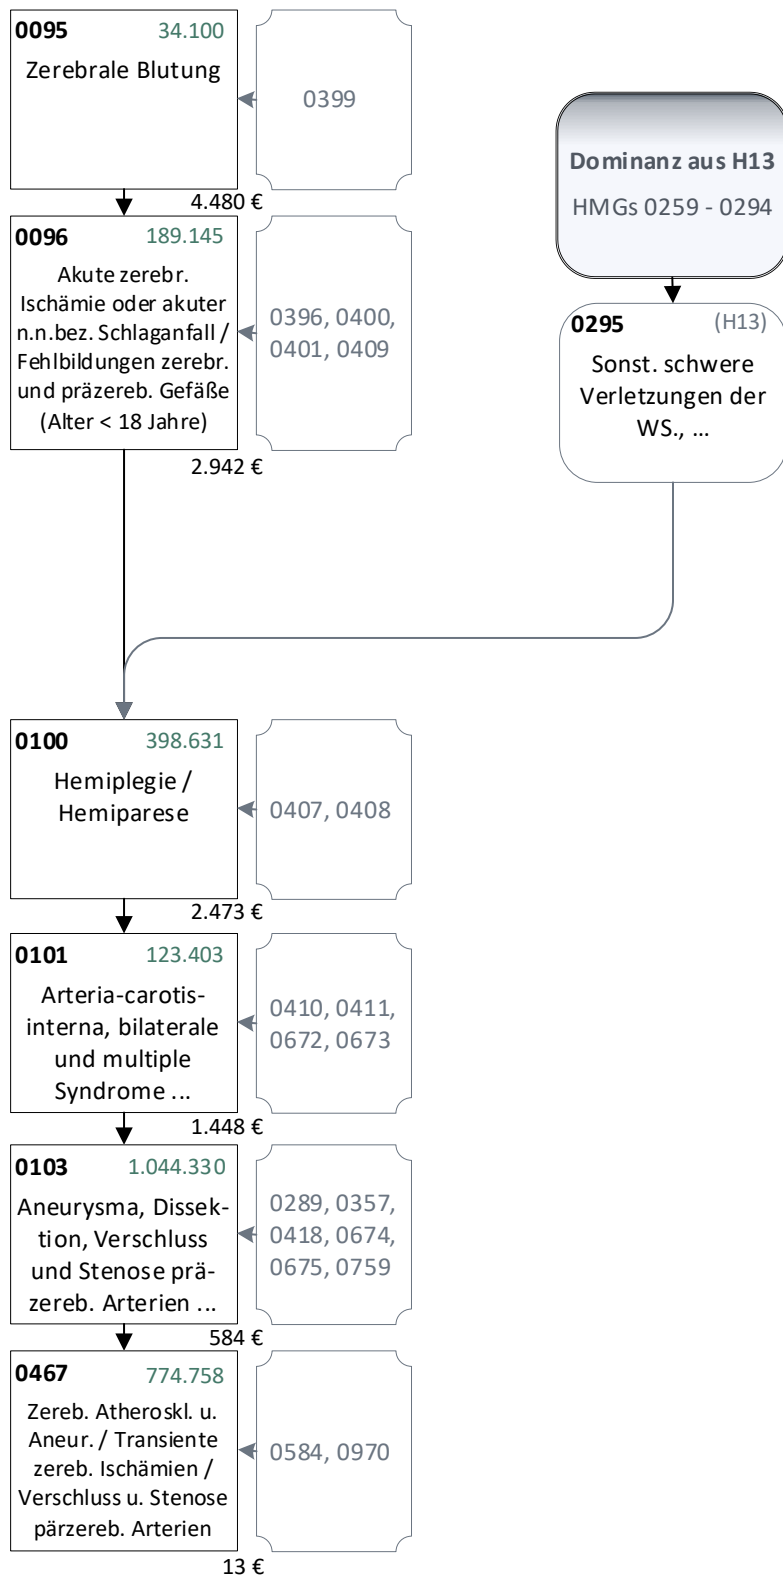 0095 34.100
Zerebrale Blutung
0399
4.480 €
Dominanz aus H13
HMGs 0259 - 0294
0096 189.145
Akute zerebr.
Ischämie oder akuter
n.n.bez. Schlaganfall /
Fehlbildungen zerebr.
und präzereb. Gefäße
(Alter < 18 Jahre)
0396, 0400,
0401, 0409
2.942 €
0295 (H13)
Sonst. schwere
Verletzungen der
WS., ...
0100 398.631
Hemiplegie /
Hemiparese
0407, 0408
2.473 €
0101 123.403
Arteria-carotis-
interna, bilaterale
und multiple
Syndrome ...
0410, 0411,
0672, 0673
1.448 €
0103 1.044.330
Aneurysma, Dissek-
tion, Verschluss
und Stenose prä-
zereb. Arterien ...
0289, 0357,
0418, 0674,
0675, 0759
584 €
0467 774.758
Zereb. Atheroskl. u.
Aneur. / Transiente
zereb. Ischämien /
Verschluss u. Stenose
pärzereb. Arterien
0584, 0970
13 €